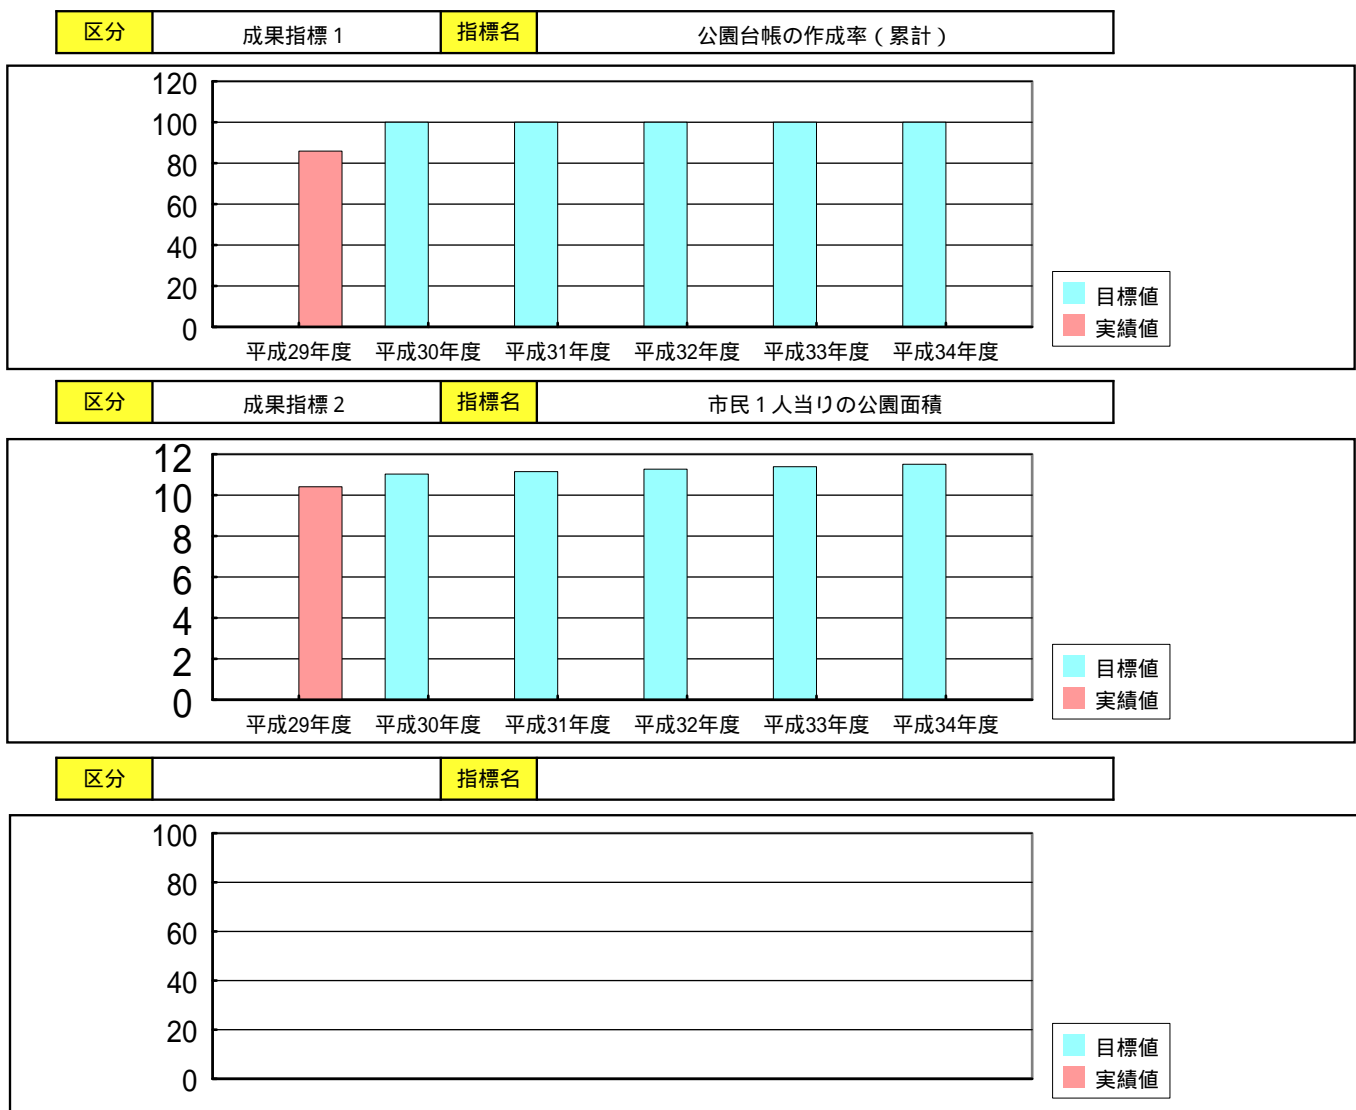 区分 成果指標１ 指標名 公園台帳の作成率（累計）
120
100
80
60
40
20
0
平成29年度 平成30年度 平成31年度 平成32年度 平成33年度 平成34年度
目標値
実績値
区分 成果指標２ 指標名 市民１人当りの公園面積
12
10
8
6
4
2
0
平成29年度 平成30年度 平成31年度 平成32年度 平成33年度 平成34年度
目標値
実績値
区分 指標名
100
80
60
40
20
0
目標値
実績値